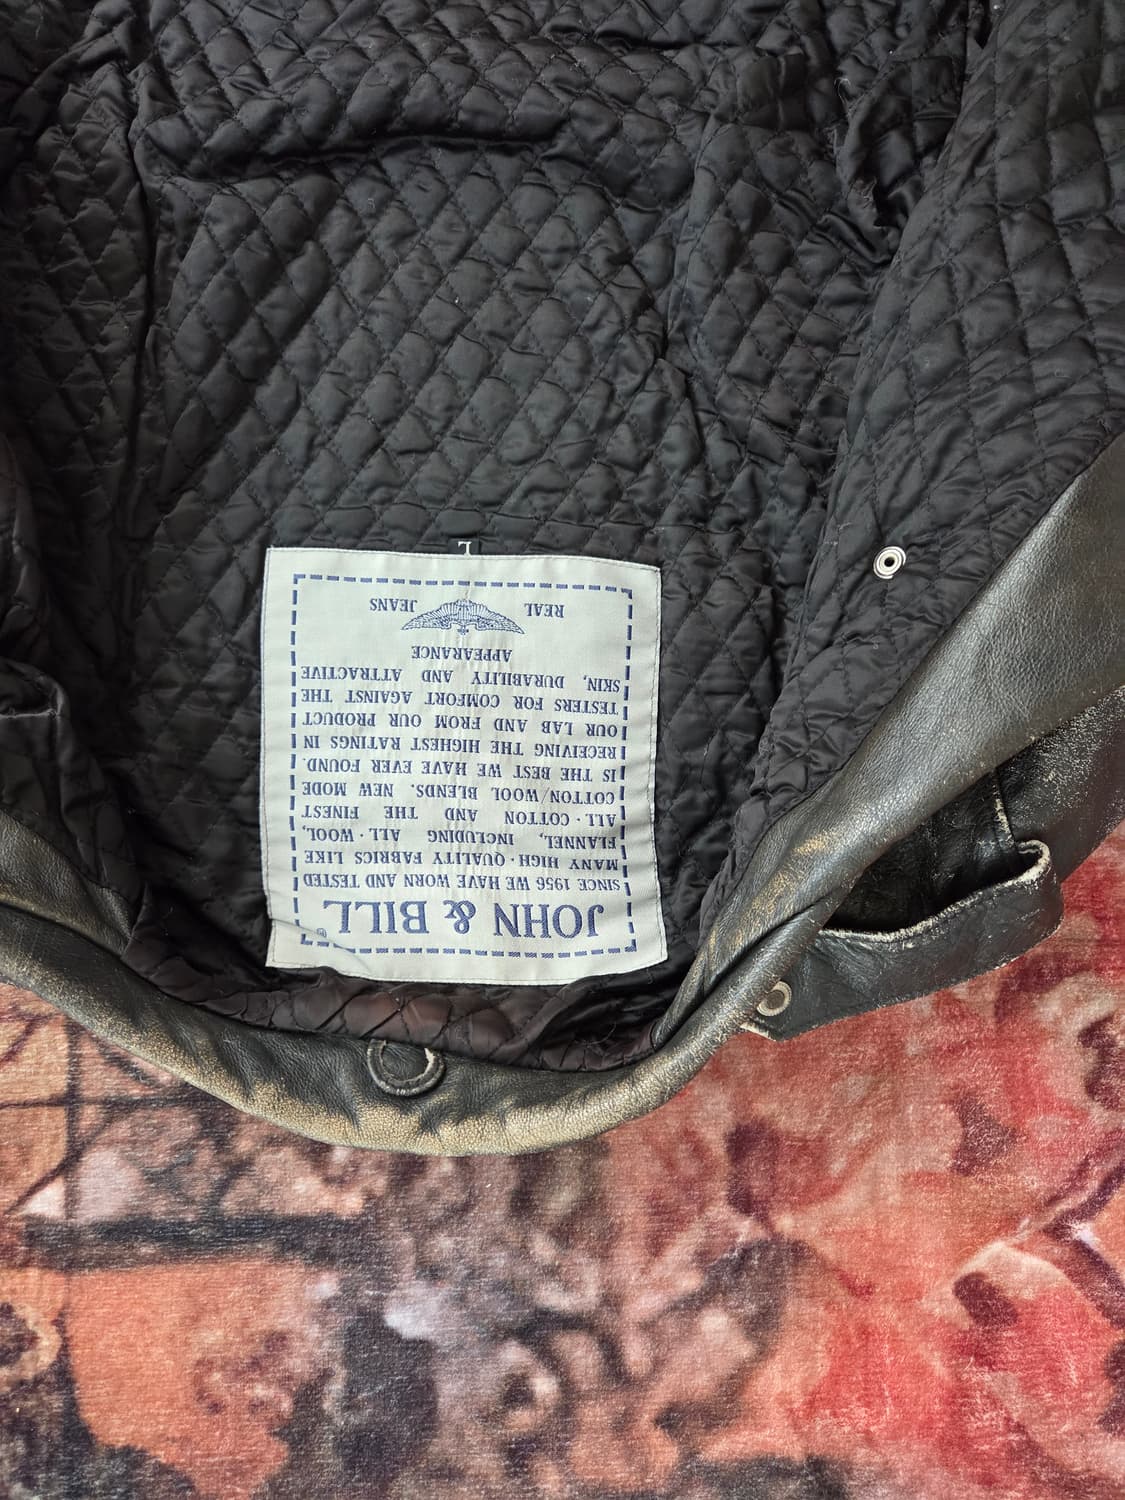 JOHN & BILL®
SINCE 1956 WE HAVE WORN AND TESTED
MANY HIGH·QUALITY FABRICS LIKE
FLANNEL, INCLUDING ALL·WOOL,
ALL·COTTON AND THE FINEST
COTTON/WOOL BLENDS. NEW MODE
IS THE BEST WE HAVE EVER FOUND.
RECEIVING THE HIGHEST RATINGS IN
OUR LAB AND FROM OUR PRODUCT
TESTERS FOR COMFORT AGAINST THE
SKIN, DURABILITY AND ATTRACTIVE
APPEARANCE
REAL JEANS
L